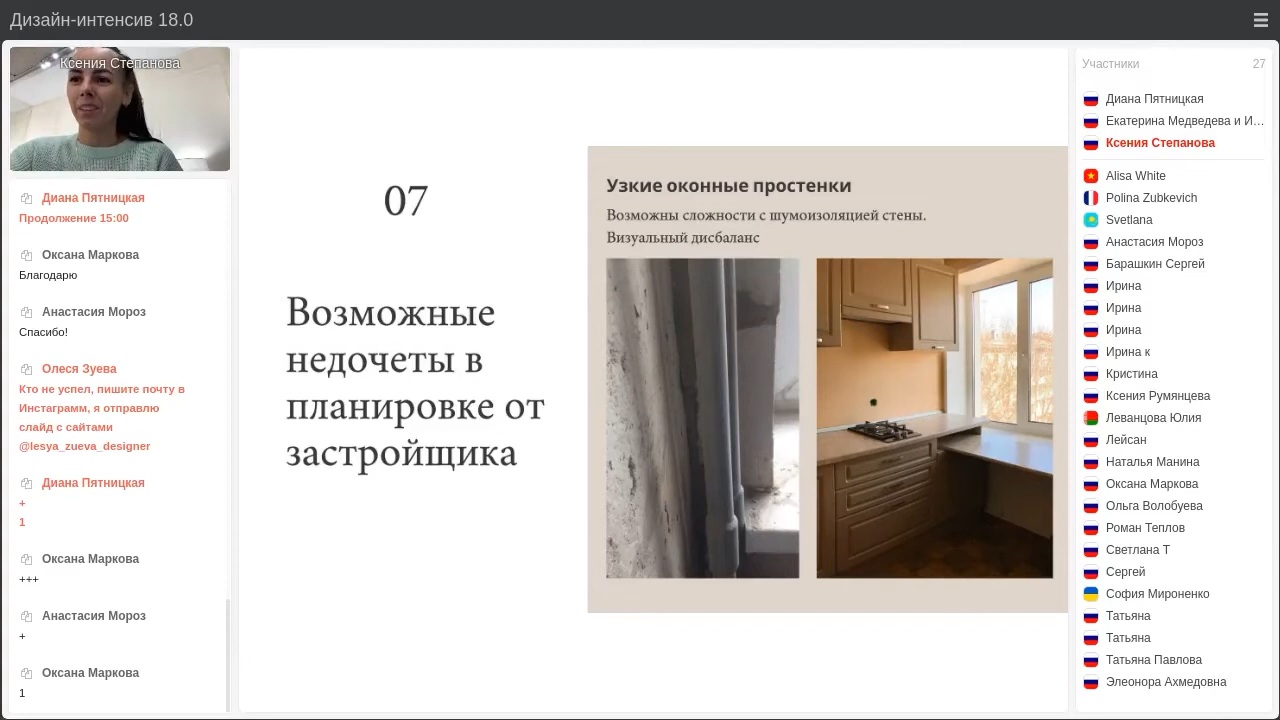 Дизайн-интенсив 18.0
Ксения Степанова
Диана Пятницкая
Продолжение 15:00
Оксана Маркова
Благодарю
Анастасия Мороз
Спасибо!
Олеся Зуева
Кто не успел, пишите почту в
Инстаграмм, я отправлю
слайд с сайтами
@lesya_zueva_designer
Диана Пятницкая
+
1
Оксана Маркова
+++
Анастасия Мороз
+
Оксана Маркова
1
07
Возможные
недочеты в
планировке от
застройщика
Узкие оконные простенки
Возможны сложности с шумоизоляцией стены.
Визуальный дисбаланс
Участники 27
Диана Пятницкая
Екатерина Медведева и И...
Ксения Степанова
Alisa White
Polina Zubkevich
Svetlana
Анастасия Мороз
Барашкин Сергей
Ирина
Ирина
Ирина
Ирина к
Кристина
Ксения Румянцева
Леванцова Юлия
Лейсан
Наталья Манина
Оксана Маркова
Ольга Волобуева
Роман Теплов
Светлана Т
Сергей
София Мироненко
Татьяна
Татьяна
Татьяна Павлова
Элеонора Ахмедовна